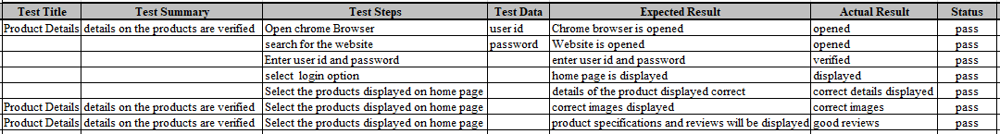 Test Title Test Summary Test Steps Test Data Expected Result Actual Result Status
Product Details details on the products are verified Open chrome Browser user id Chrome browser is opened opened pass
search for the website password Website is opened opened pass
Enter user id and password enter user id and password verified pass
select login option home page is displayed displayed pass
Select the products displayed on home page details of the product displayed correct correct details displayed pass
Product Details details on the products are verified Select the products displayed on home page correct images displayed correct images pass
Product Details details on the products are verified Select the products displayed on home page product specifications and reviews will be displayed good reviews pass